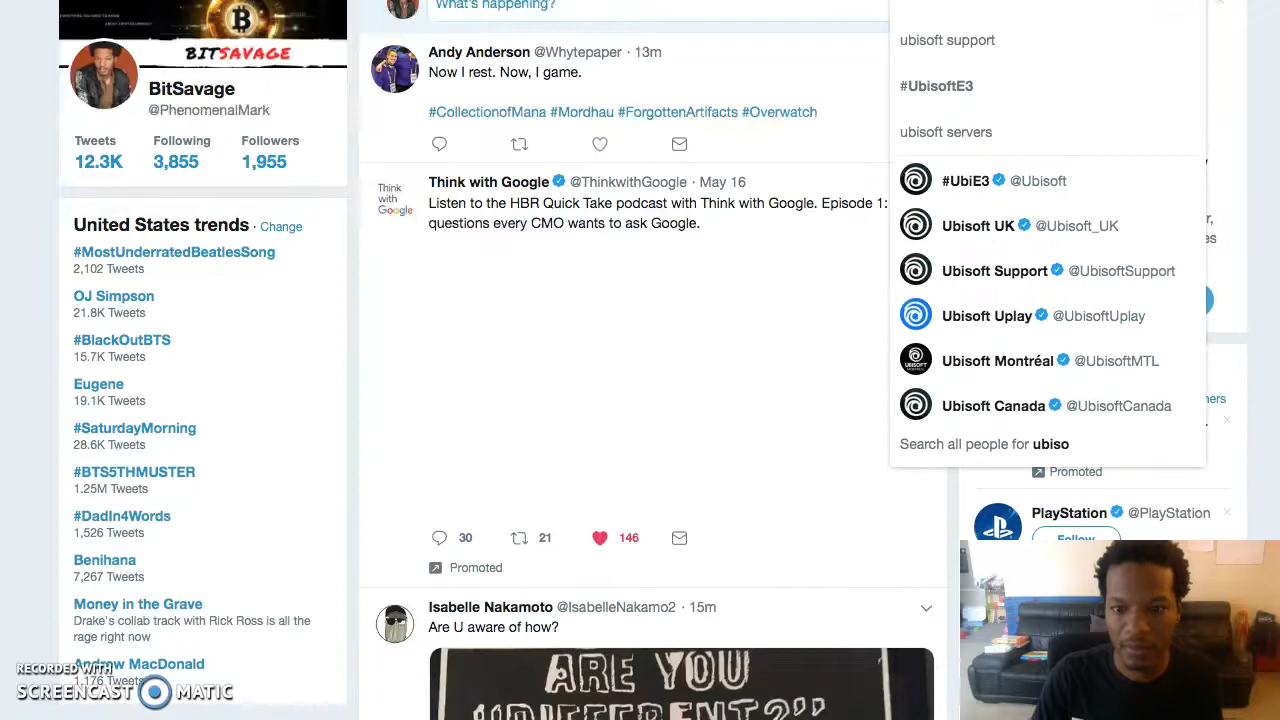 BITSAVAGE
BitSavage
@PhenomenalMark
Tweets Following Followers
12.3K 3,855 1,955
United States trends · Change
#MostUnderratedBeatlesSong
2,102 Tweets
OJ Simpson
21.8K Tweets
#BlackOutBTS
15.7K Tweets
Eugene
19.1K Tweets
#SaturdayMorning
28.6K Tweets
#BTS5THMUSTER
1.25M Tweets
#DadIn4Words
1,526 Tweets
Benihana
7,267 Tweets
Money in the Grave
Drake's collab track with Rick Ross is all the
rage right now
Andrew MacDonald
1,176 Tweets
RECORDED WITH
SCREENCAST MATIC
What's happening?
Andy Anderson @Whytepaper · 13m
Now I rest. Now, I game.
#CollectionofMana #Mordhau #ForgottenArtifacts #Overwatch
Think with Google @ThinkwithGoogle · May 16
Think
with
Google
Listen to the HBR Quick Take podcast with Think with Google. Episode 1:
questions every CMO wants to ask Google.
30 21 146
Promoted
Isabelle Nakamoto @IsabelleNakamo2 · 15m
Are U aware of how?
ARE YOU
"DIFFERENT?"
ubisoft support
#UbisoftE3
ubisoft servers
#UbiE3 @Ubisoft
Ubisoft UK @Ubisoft_UK
Ubisoft Support @UbisoftSupport
Ubisoft Uplay @UbisoftUplay
Ubisoft Montréal @UbisoftMTL
Ubisoft Canada @UbisoftCanada
Search all people for ubiso
Promoted
PlayStation @PlayStation
Follow